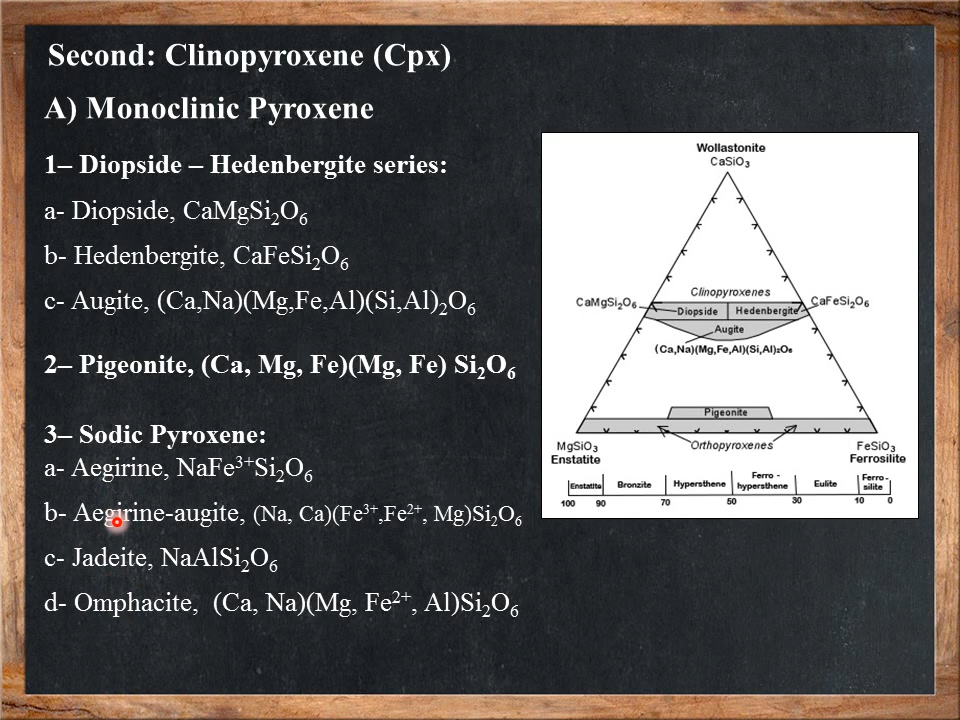 Second: Clinopyroxene (Cpx)
A) Monoclinic Pyroxene
1– Diopside – Hedenbergite series:
a- Diopside, CaMgSi₂O₆
b- Hedenbergite, CaFeSi₂O₆
c- Augite, (Ca,Na)(Mg,Fe,Al)(Si,Al)₂O₆
2– Pigeonite, (Ca, Mg, Fe)(Mg, Fe) Si₂O₆
3– Sodic Pyroxene:
a- Aegirine, NaFe³⁺Si₂O₆
b- Aegirine-augite, (Na, Ca)(Fe³⁺,Fe²⁺, Mg)Si₂O₆
c- Jadeite, NaAlSi₂O₆
d- Omphacite, (Ca, Na)(Mg, Fe²⁺, Al)Si₂O₆
Wollastonite
CaSiO₃
Clinopyroxenes
CaMgSi₂O₆ CaFeSi₂O₆
Diopside Hedenbergite
Augite
(Ca,Na)(Mg,Fe,Al)(Si,Al)₂O₆
Pigeonite
Orthopyroxenes
MgSiO₃ FeSiO₃
Enstatite Ferrosilite
Enstatite Bronzite Hypersthene Ferro-hypersthene Eulite Ferro-silite
100 90 70 50 30 10 0